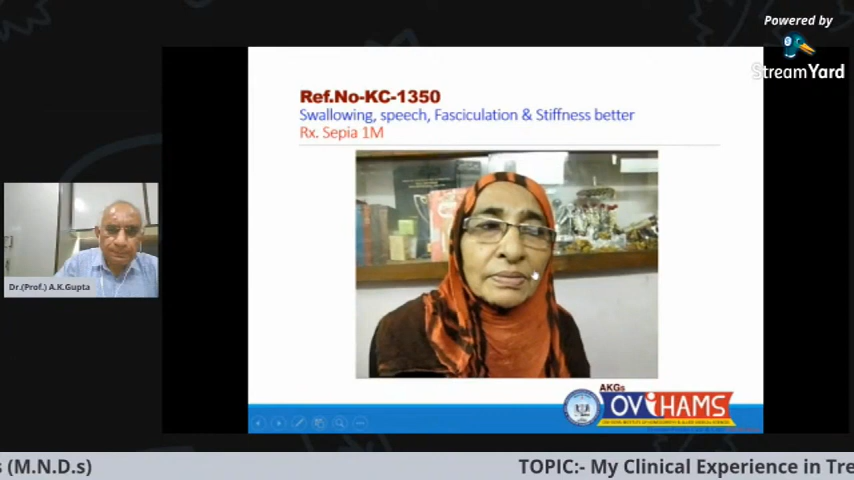 Powered by
StreamYard
Ref.No-KC-1350
Swallowing, speech, Fasciculation & Stiffness better
Rx. Sepia 1M
Dr.(Prof.) A.K.Gupta
AKGs
OVIHAMS
s (M.N.D.s)
TOPIC:- My Clinical Experience in Tre